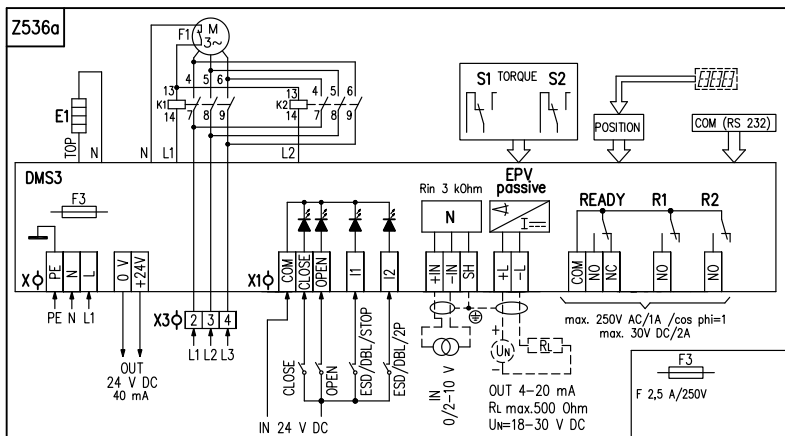 Z536a
F1
M
3~
4 5 6
13
K1
14
7 8 9
13
K2
14
4 5 6
7 8 9
E1
TOP
N
N
L1
L2
S1 TORQUE S2
POSITION
COM (RS 232)
DMS3
F3
Rin 3 kOhm
N
EPV
passive
I
READY R1 R2
X
PE
N
L
0 V
+24V
X1
COM
CLOSE
OPEN
I1
I2
+IN
-IN
SH
+L
-L
COM
NO
NC
NO
NO
PE N L1
X3
2 3 4
L1 L2 L3
OUT
24 V DC
40 mA
CLOSE
OPEN
ESD/DBL/STOP
ESD/DBL/2P
IN 24 V DC
IN
0/2-10 V
+
UN
-
RL
OUT 4-20 mA
RL max.500 Ohm
UN=18-30 V DC
max. 250V AC/1A /cos phi=1
max. 30V DC/2A
F3
F 2,5 A/250V